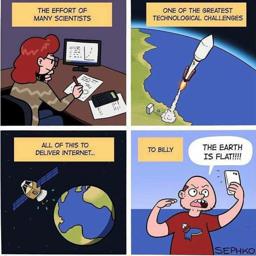 THE EFFORT OF
MANY SCIENTISTS
ONE OF THE GREATEST
TECHNOLOGICAL CHALLENGES
ALL OF THIS TO
DELIVER INTERNET...
TO BILLY
THE EARTH
IS FLAT!!!!
SEPHKO